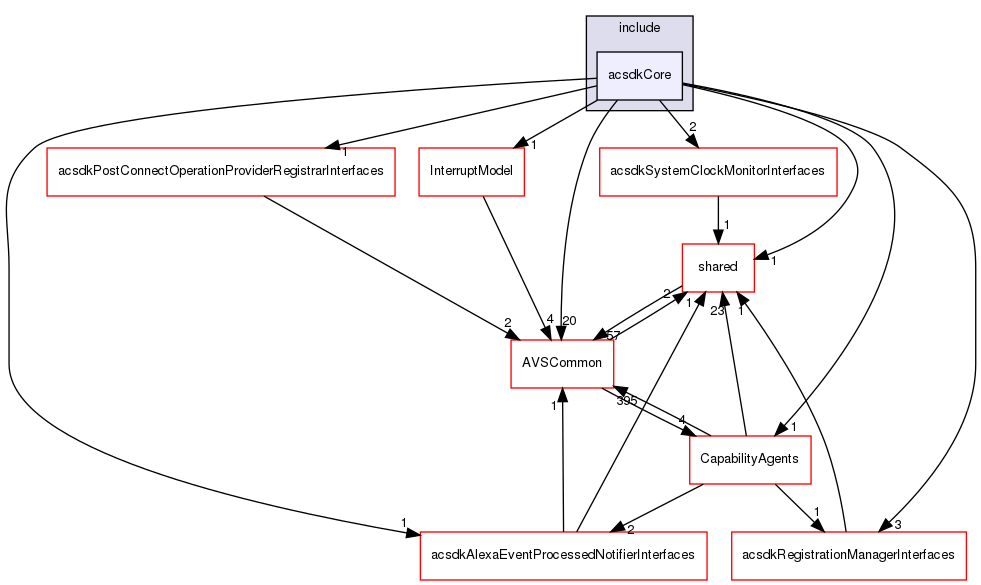 include
acsdkCore
2
1
1
acsdkPostConnectOperationProviderRegistrarInterfaces
InterruptModel
acsdkSystemClockMonitorInterfaces
1
1
shared
2
1
23
1
2
4
20
57
AVSCommon
395
1
4
1
CapabilityAgents
1
1
2
3
acsdkAlexaEventProcessedNotifierInterfaces
acsdkRegistrationManagerInterfaces